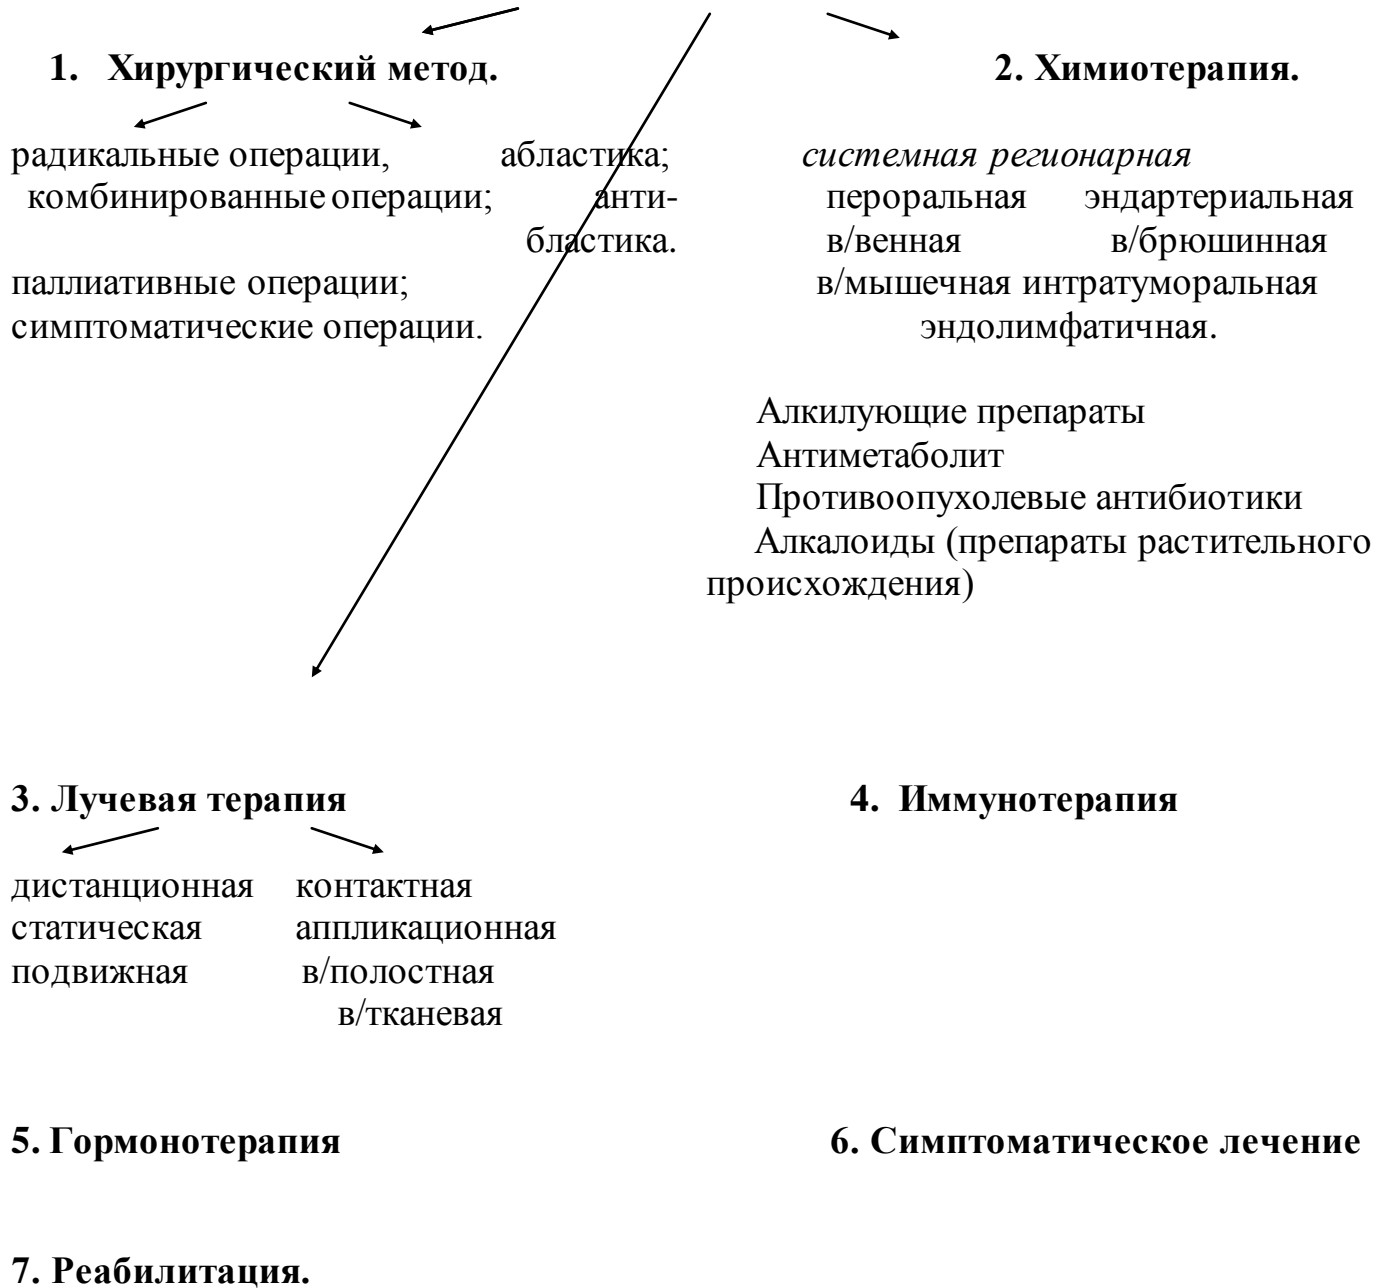 1. Хирургический метод.
2. Химиотерапия.
радикальные операции, абластика;
комбинированные операции; анти-
бластика.
паллиативные операции;
симптоматические операции.
системная регионарная
пероральная эндартериальная
в/венная в/брюшинная
в/мышечная интратуморальная
эндолимфатичная.
Алкилующие препараты
Антиметаболит
Противоопухолевые антибиотики
Алкалоиды (препараты растительного
происхождения)
3. Лучевая терапия
4. Иммунотерапия
дистанционная контактная
статическая аппликационная
подвижная в/полостная
в/тканевая
5. Гормонотерапия
6. Симптоматическое лечение
7. Реабилитация.